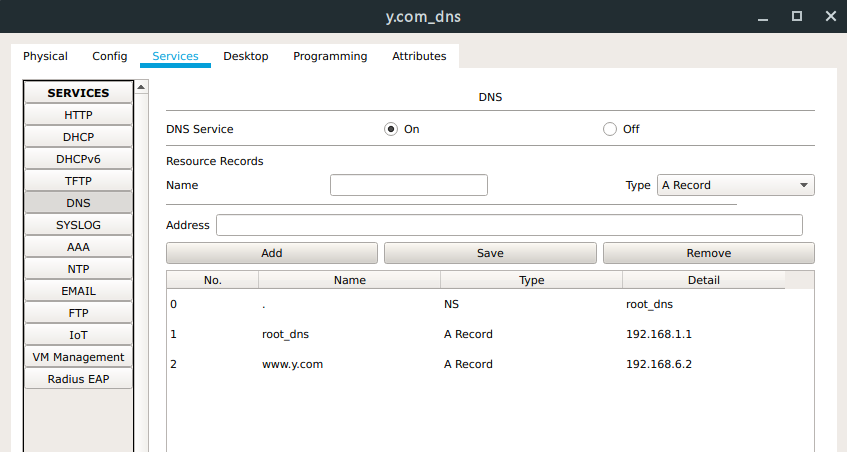 y.com_dns
Physical Config Services Desktop Programming Attributes
SERVICES
HTTP
DHCP
DHCPv6
TFTP
DNS
SYSLOG
AAA
NTP
EMAIL
FTP
IoT
VM Management
Radius EAP
DNS
DNS Service On Off
Resource Records
Name Type A Record
Address
Add Save Remove
No. Name Type Detail
0 . NS root_dns
1 root_dns A Record 192.168.1.1
2 www.y.com A Record 192.168.6.2